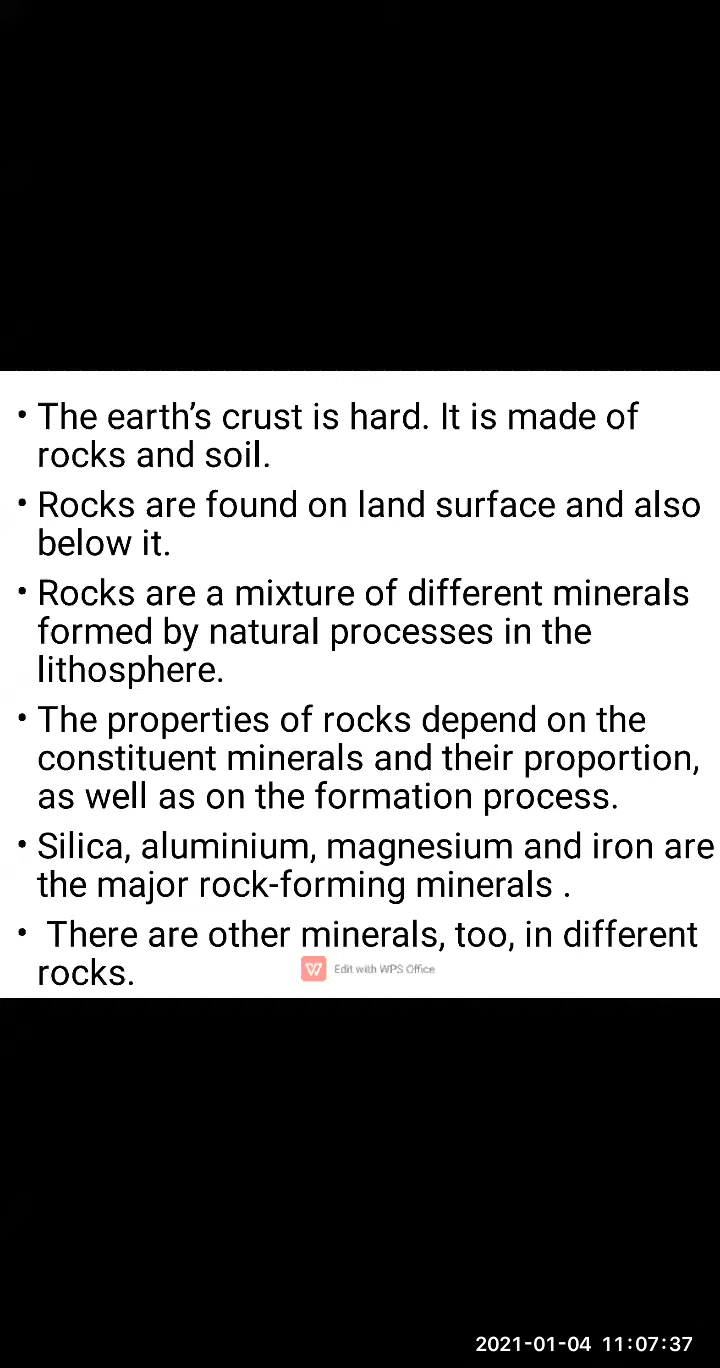 • The earth’s crust is hard. It is made of
rocks and soil.
• Rocks are found on land surface and also
below it.
• Rocks are a mixture of different minerals
formed by natural processes in the
lithosphere.
• The properties of rocks depend on the
constituent minerals and their proportion,
as well as on the formation process.
• Silica, aluminium, magnesium and iron are
the major rock-forming minerals .
• There are other minerals, too, in different
rocks.
Edit with WPS Office
2021-01-04 11:07:37